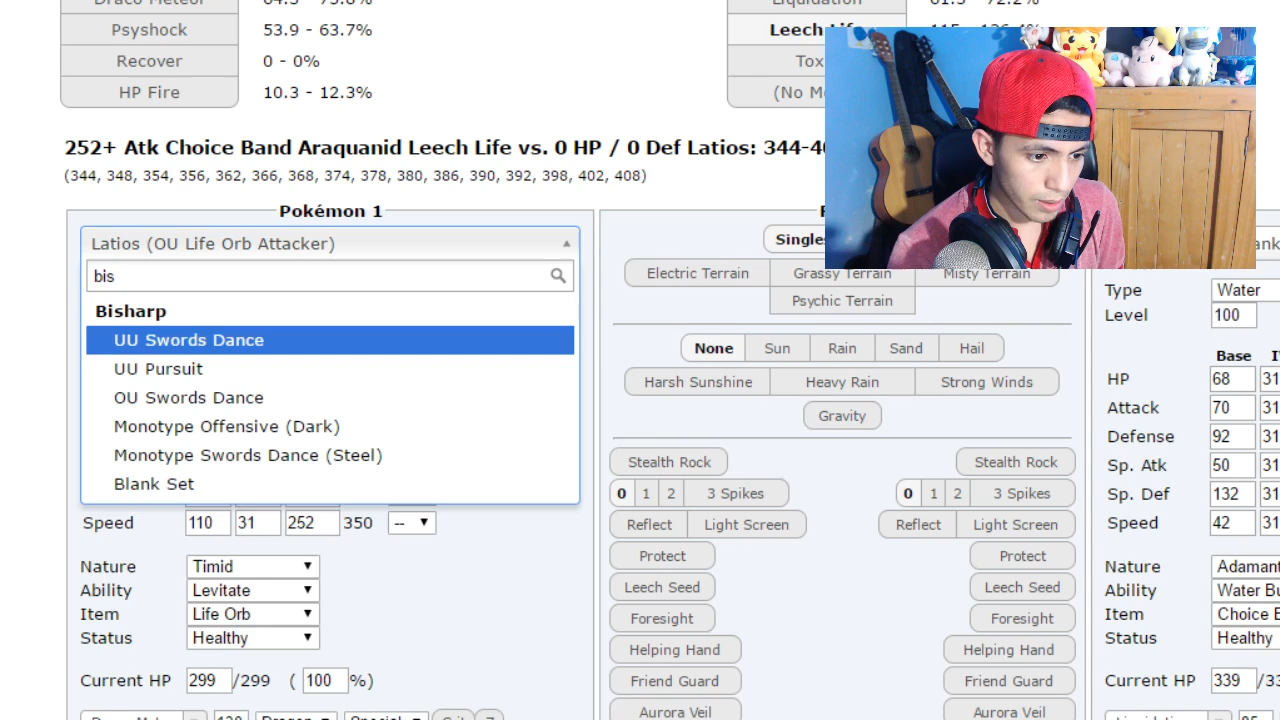 Psyshock 53.9 - 63.7%
Leech
Recover 0 - 0%
Tox
HP Fire 10.3 - 12.3%
(No M
252+ Atk Choice Band Araquanid Leech Life vs. 0 HP / 0 Def Latios: 344-4
(344, 348, 354, 356, 362, 366, 368, 374, 378, 380, 386, 390, 392, 398, 402, 408)
Pokémon 1
Latios (OU Life Orb Attacker)
bis
Bisharp
UU Swords Dance
UU Pursuit
OU Swords Dance
Monotype Offensive (Dark)
Monotype Swords Dance (Steel)
Blank Set
Speed 110 31 252 350 --
Nature Timid
Ability Levitate
Item Life Orb
Status Healthy
Current HP 299 /299 ( 100 %)
Singles
Electric Terrain Grassy Terrain Misty Terrain
Psychic Terrain
None Sun Rain Sand Hail
Harsh Sunshine Heavy Rain Strong Winds
Gravity
Stealth Rock Stealth Rock
0 1 2 3 Spikes 0 1 2 3 Spikes
Reflect Light Screen Reflect Light Screen
Protect Protect
Leech Seed Leech Seed
Foresight Foresight
Helping Hand Helping Hand
Friend Guard Friend Guard
Aurora Veil Aurora Veil
ank
Type Water
Level 100
Base I
HP 68 31
Attack 70 31
Defense 92 31
Sp. Atk 50 31
Sp. Def 132 31
Speed 42 31
Nature Adamant
Ability Water Bu
Item Choice B
Status Healthy
Current HP 339 /33